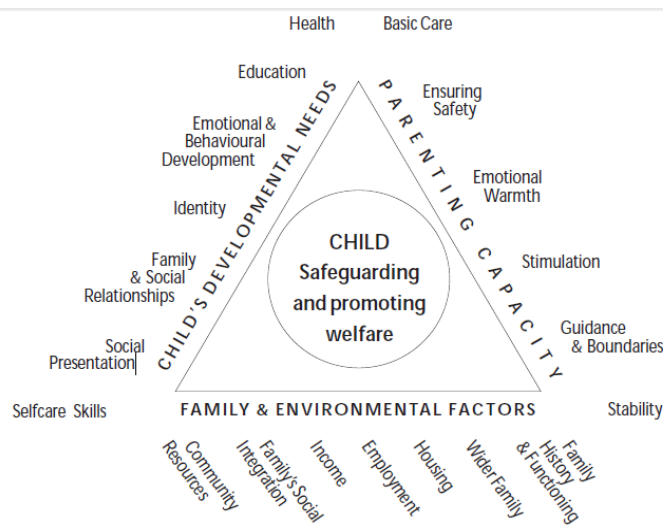 Health
Basic Care
Education
Ensuring
Safety
Emotional &
Behavioural
Development
Emotional
Warmth
Identity
Stimulation
Family
& Social
Relationships
Guidance
& Boundaries
Social
Presentation
Selfcare Skills
Stability
CHILD'S DEVELOPMENTAL NEEDS
PARENTING CAPACITY
CHILD
Safeguarding
and promoting
welfare
FAMILY & ENVIRONMENTAL FACTORS
Community
Resources
Family's Social
Integration
Income
Employment
Housing
Wider Family
Family
History
& Functioning